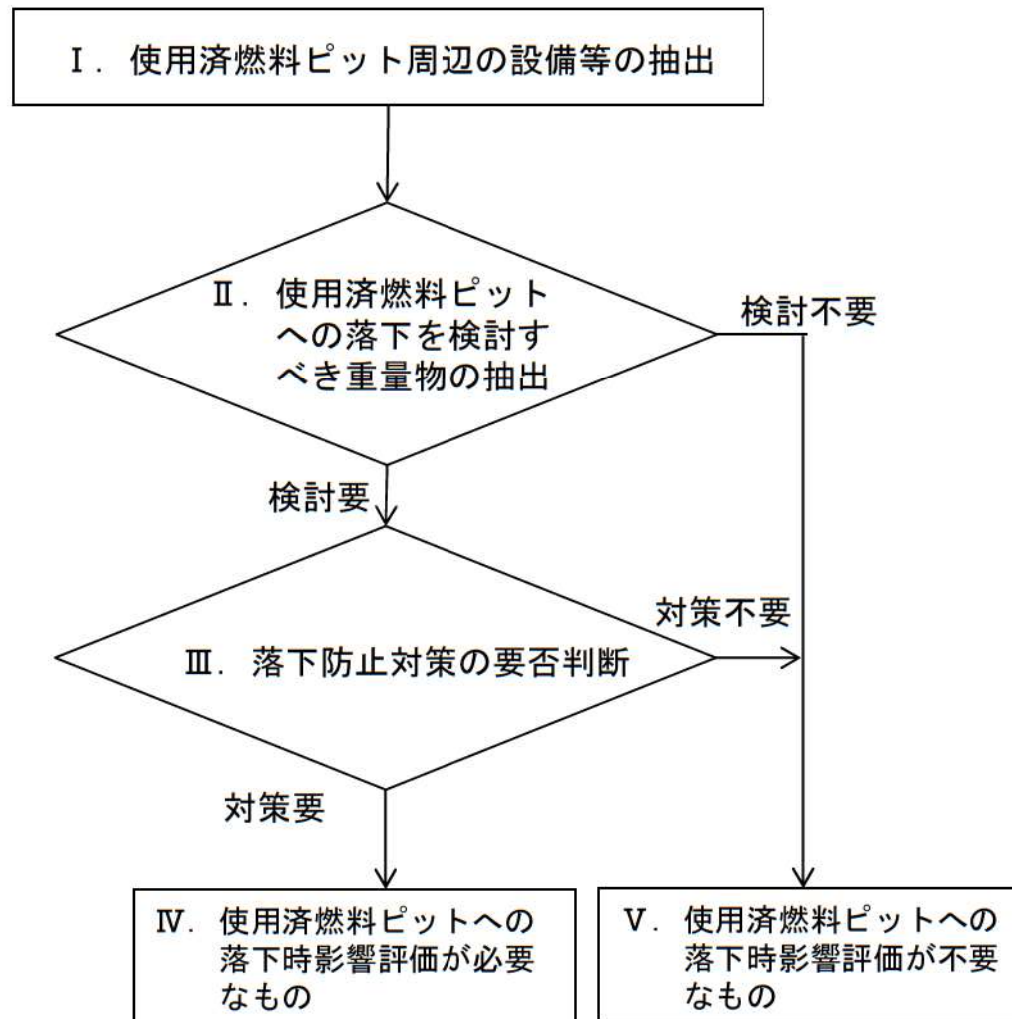 Ⅰ．使用済燃料ピット周辺の設備等の抽出
Ⅱ．使用済燃料ピット
への落下を検討す
べき重量物の抽出
検討不要
検討要
対策不要
Ⅲ．落下防止対策の要否判断
対策要
Ⅳ．使用済燃料ピットへの
落下時影響評価が必要
なもの
Ⅴ．使用済燃料ピットへの
落下時影響評価が不要
なもの